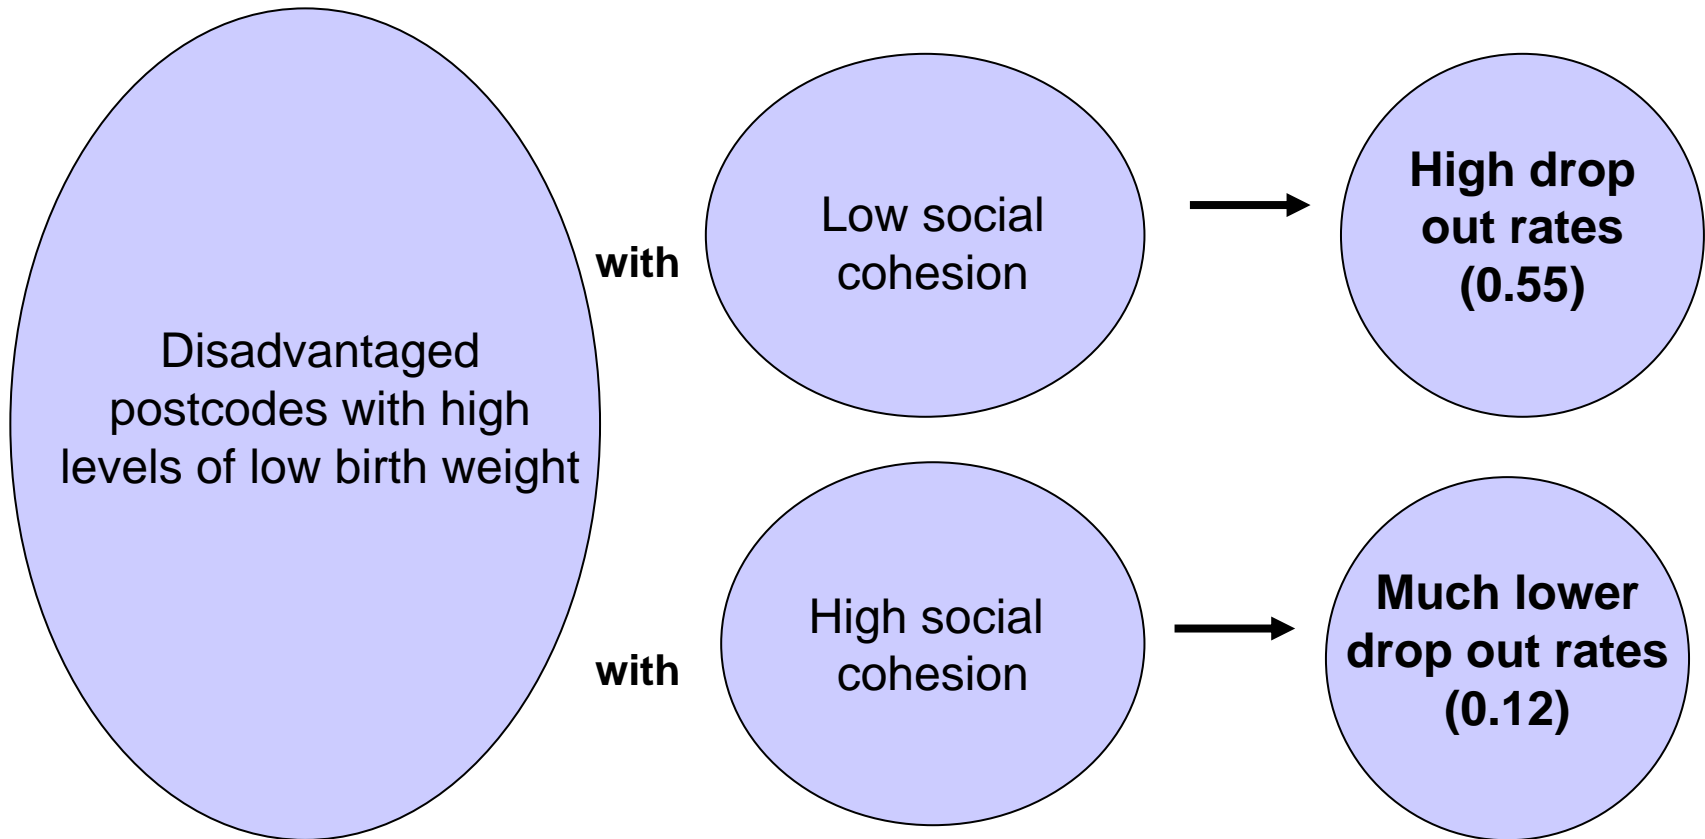 Disadvantaged
postcodes with high
levels of low birth weight
with
Low social
cohesion
High drop
out rates
(0.55)
with
High social
cohesion
Much lower
drop out rates
(0.12)